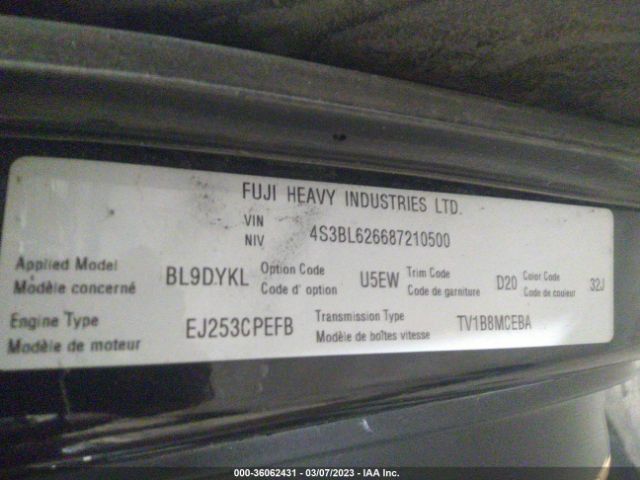 FUJI HEAVY INDUSTRIES LTD.
VIN
NIV
4S3BL626687210500
Applied Model
Modèle concerné
BL9DYKL
Option Code
Code d' option
U5EW
Trim Code
Code de garniture
D20
Color Code
Code de couleur
32J
Engine Type
Modèle de moteur
EJ253CPEFB
Transmission Type
Modèle de boîtes vitesse
TV1B8MCEBA
000-36062431 - 03/07/2023 - IAA Inc.